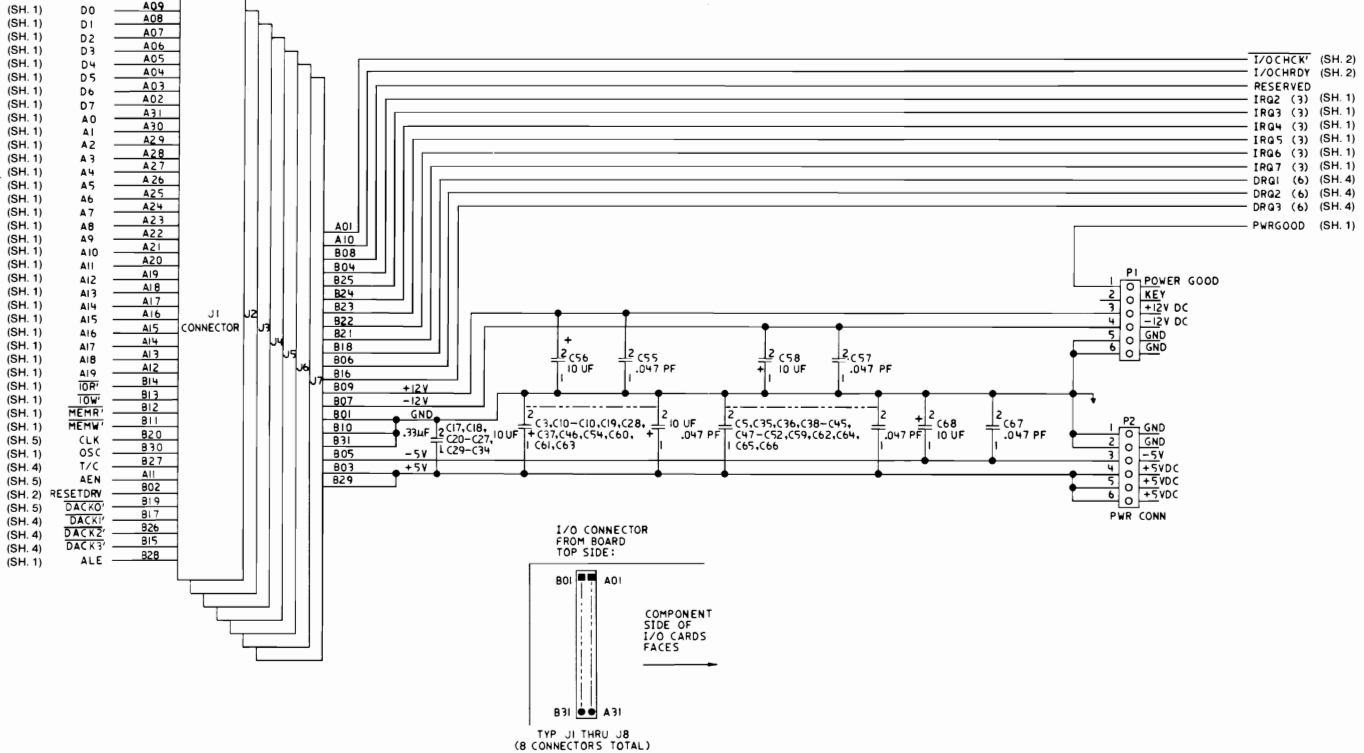 (SH. 1) D0 A09
(SH. 1) D1 A08
(SH. 1) D2 A07
(SH. 1) D3 A06
(SH. 1) D4 A05
(SH. 1) D5 A04
(SH. 1) D6 A03
(SH. 1) D7 A02
(SH. 1) A0 A31
(SH. 1) A1 A30
(SH. 1) A2 A29
(SH. 1) A3 A28
(SH. 1) A4 A27
(SH. 1) A5 A26
(SH. 1) A6 A25
(SH. 1) A7 A24
(SH. 1) A8 A23
(SH. 1) A9 A22
(SH. 1) A10 A21
(SH. 1) A11 A20
(SH. 1) A12 A19
(SH. 1) A13 A18
(SH. 1) A14 A17
(SH. 1) A15 A16
(SH. 1) A16 A15
(SH. 1) A17 A14
(SH. 1) A18 A13
(SH. 1) A19 A12
(SH. 1) IOR' B14
(SH. 1) IOW' B13
(SH. 1) MEMR' B12
(SH. 1) MEMW' B11
(SH. 5) CLK B20
(SH. 1) OSC B30
(SH. 4) T/C B27
(SH. 5) AEN A11
(SH. 2) RESETDRV B02
(SH. 5) DACK0' B19
(SH. 4) DACK1' B17
(SH. 4) DACK2' B26
(SH. 4) DACK3' B15
(SH. 1) ALE B28
J1
CONNECTOR
J2
J3
J4
J5
J6
J7
A01
A10
B08
B04
B25
B24
B23
B22
B21
B18
B06
B16
B09 +12V
B07 -12V
B01 GND
B10
B31
B05 -5V
B03 +5V
B29
I/OCHCK' (SH. 2)
I/OCHRDY (SH. 2)
RESERVED
IRQ2 (3) (SH. 1)
IRQ3 (3) (SH. 1)
IRQ4 (3) (SH. 1)
IRQ5 (3) (SH. 1)
IRQ6 (3) (SH. 1)
IRQ7 (3) (SH. 1)
DRQ1 (6) (SH. 4)
DRQ2 (6) (SH. 4)
DRQ3 (6) (SH. 4)
PWRGOOD (SH. 1)
P1
1 POWER GOOD
2 KEY
3 +12V DC
4 -12V DC
5 GND
6 GND
+
2 C56
10 UF
1
2 C55
.047 PF
1
2 C58
+ 10 UF
1
2 C57
.047 PF
1
.33µF
2 C17,C18,
C20-C27,
1 C29-C34
10 UF
2 C3,C10-C10,C19,C28,
+ C37,C46,C54,C60,
1 C61,C63
+
10 UF
.047 PF
2 C5,C35,C36,C38-C45,
C47-C52,C59,C62,C64,
1 C65,C66
.047 PF
+
2 C68
10 UF
1
2 C67
.047 PF
1
P2
1 GND
2 GND
3 -5V
4 +5VDC
5 +5VDC
6 +5VDC
PWR CONN
I/O CONNECTOR
FROM BOARD
TOP SIDE:
B01 A01
COMPONENT
SIDE OF
I/O CARDS
FACES
B31 A31
TYP J1 THRU J8
(8 CONNECTORS TOTAL)